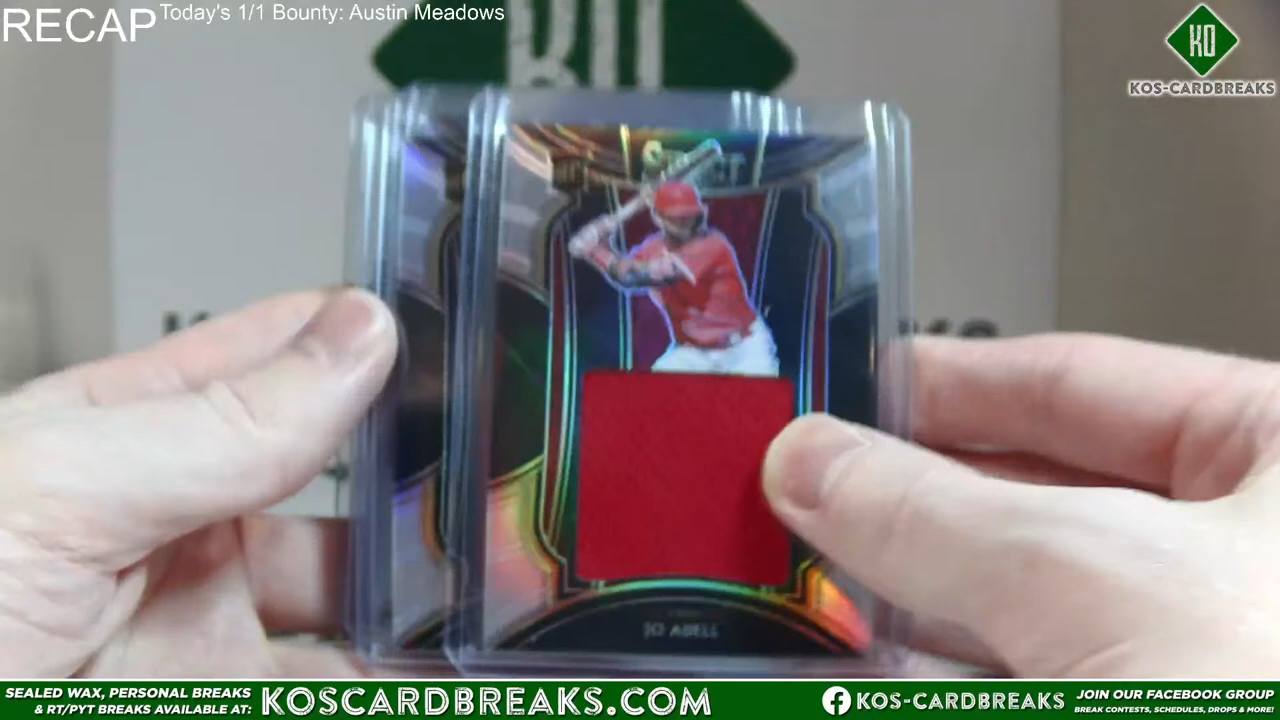 RECAP
Today's 1/1 Bounty: Austin Meadows
KO
KOS-CARDBREAKS
SELECT
JO ADELL
SEALED WAX, PERSONAL BREAKS
& RT/PYT BREAKS AVAILABLE AT:
KOSCARDBREAKS.COM
KOS-CARDBREAKS
JOIN OUR FACEBOOK GROUP
BREAK CONTESTS, SCHEDULES, DROPS & MORE!